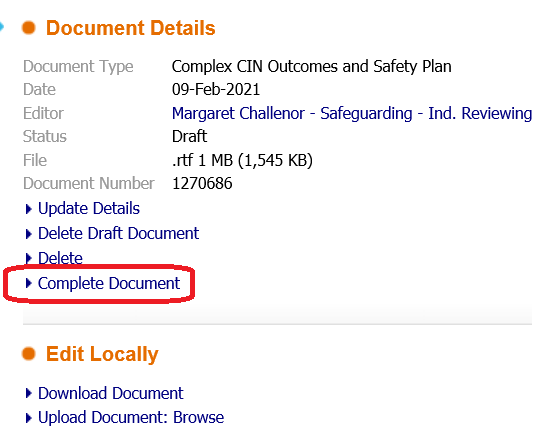 Document Details
Document Type Complex CIN Outcomes and Safety Plan
Date 09-Feb-2021
Editor Margaret Challenor - Safeguarding - Ind. Reviewing
Status Draft
File .rtf 1 MB (1,545 KB)
Document Number 1270686
Update Details
Delete Draft Document
Delete
Complete Document
Edit Locally
Download Document
Upload Document: Browse